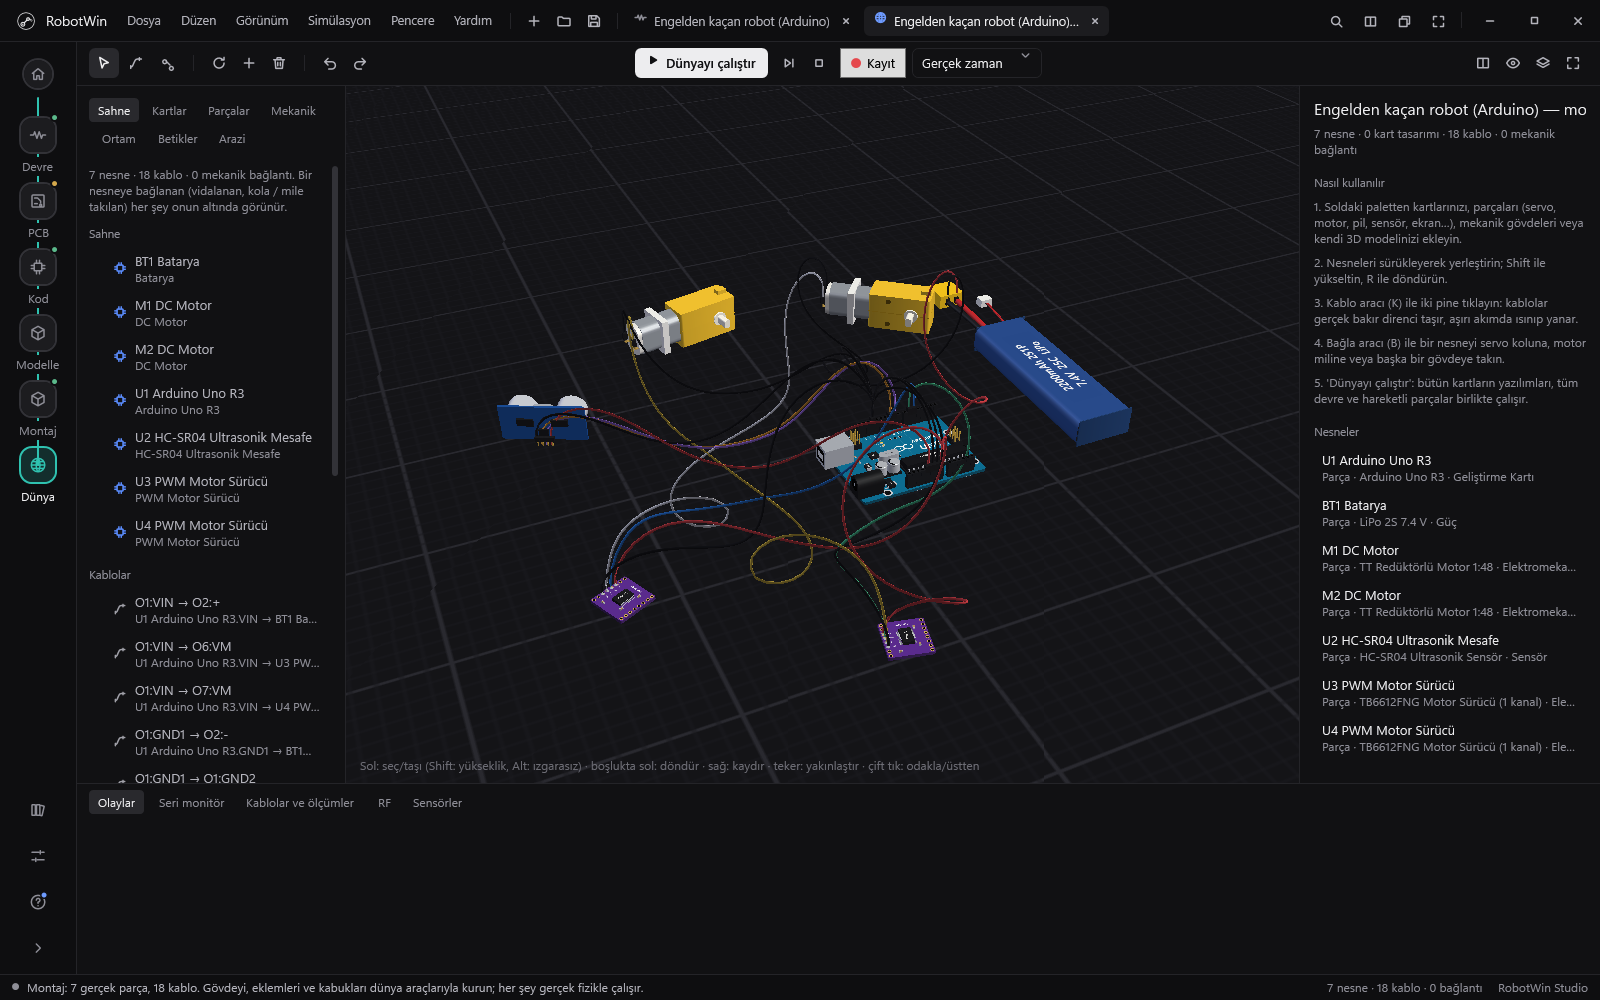 RobotWin Dosya Düzen Görünüm Simülasyon Pencere Yardım
Engelden kaçan robot (Arduino) ×
Engelden kaçan robot (Arduino)... ×
Dünyayı çalıştır
Kayıt
Gerçek zaman
Devre
PCB
Kod
Modelle
Montaj
Dünya
Sahne Kartlar Parçalar Mekanik
Ortam Betikler Arazi
7 nesne · 18 kablo · 0 mekanik bağlantı. Bir
nesneye bağlanan (vidalanan, kola / mile
takılan) her şey onun altında görünür.
Sahne
BT1 Batarya
Batarya
M1 DC Motor
DC Motor
M2 DC Motor
DC Motor
U1 Arduino Uno R3
Arduino Uno R3
U2 HC-SR04 Ultrasonik Mesafe
HC-SR04 Ultrasonik Mesafe
U3 PWM Motor Sürücü
PWM Motor Sürücü
U4 PWM Motor Sürücü
PWM Motor Sürücü
Kablolar
O1:VIN → O2:+
U1 Arduino Uno R3.VIN → BT1 Ba...
O1:VIN → O6:VM
U1 Arduino Uno R3.VIN → U3 PW...
O1:VIN → O7:VM
U1 Arduino Uno R3.VIN → U4 PW...
O1:GND1 → O2:-
U1 Arduino Uno R3.GND1 → BT1...
O1:GND1 → O1:GND2
2200mAh 2S1P
7.4V 25C LiPo
Sol: seç/taşı (Shift: yükseklik, Alt: ızgarasız) · boşlukta sol: döndür · sağ: kaydır · teker: yakınlaştır · çift tık: odakla/üstten
Engelden kaçan robot (Arduino) — mo
7 nesne · 0 kart tasarımı · 18 kablo · 0 mekanik
bağlantı
Nasıl kullanılır
1. Soldaki paletten kartlarınızı, parçaları (servo,
motor, pil, sensör, ekran...), mekanik gövdeleri veya
kendi 3D modelinizi ekleyin.
2. Nesneleri sürükleyerek yerleştirin; Shift ile
yükseltin, R ile döndürün.
3. Kablo aracı (K) ile iki pine tıklayın: kablolar
gerçek bakır direnci taşır, aşırı akımda ısınıp yanar.
4. Bağla aracı (B) ile bir nesneyi servo koluna, motor
miline veya başka bir gövdeye takın.
5. 'Dünyayı çalıştır': bütün kartların yazılımları, tüm
devre ve hareketli parçalar birlikte çalışır.
Nesneler
U1 Arduino Uno R3
Parça · Arduino Uno R3 · Geliştirme Kartı
BT1 Batarya
Parça · LiPo 2S 7.4 V · Güç
M1 DC Motor
Parça · TT Redüktörlü Motor 1:48 · Elektromeka...
M2 DC Motor
Parça · TT Redüktörlü Motor 1:48 · Elektromeka...
U2 HC-SR04 Ultrasonik Mesafe
Parça · HC-SR04 Ultrasonik Sensör · Sensör
U3 PWM Motor Sürücü
Parça · TB6612FNG Motor Sürücü (1 kanal) · Ele...
U4 PWM Motor Sürücü
Parça · TB6612FNG Motor Sürücü (1 kanal) · Ele...
Olaylar Seri monitör Kablolar ve ölçümler RF Sensörler
Montaj: 7 gerçek parça, 18 kablo. Gövdeyi, eklemleri ve kabukları dünya araçlarıyla kurun; her şey gerçek fizikle çalışır.
7 nesne · 18 kablo · 0 bağlantı RobotWin Studio